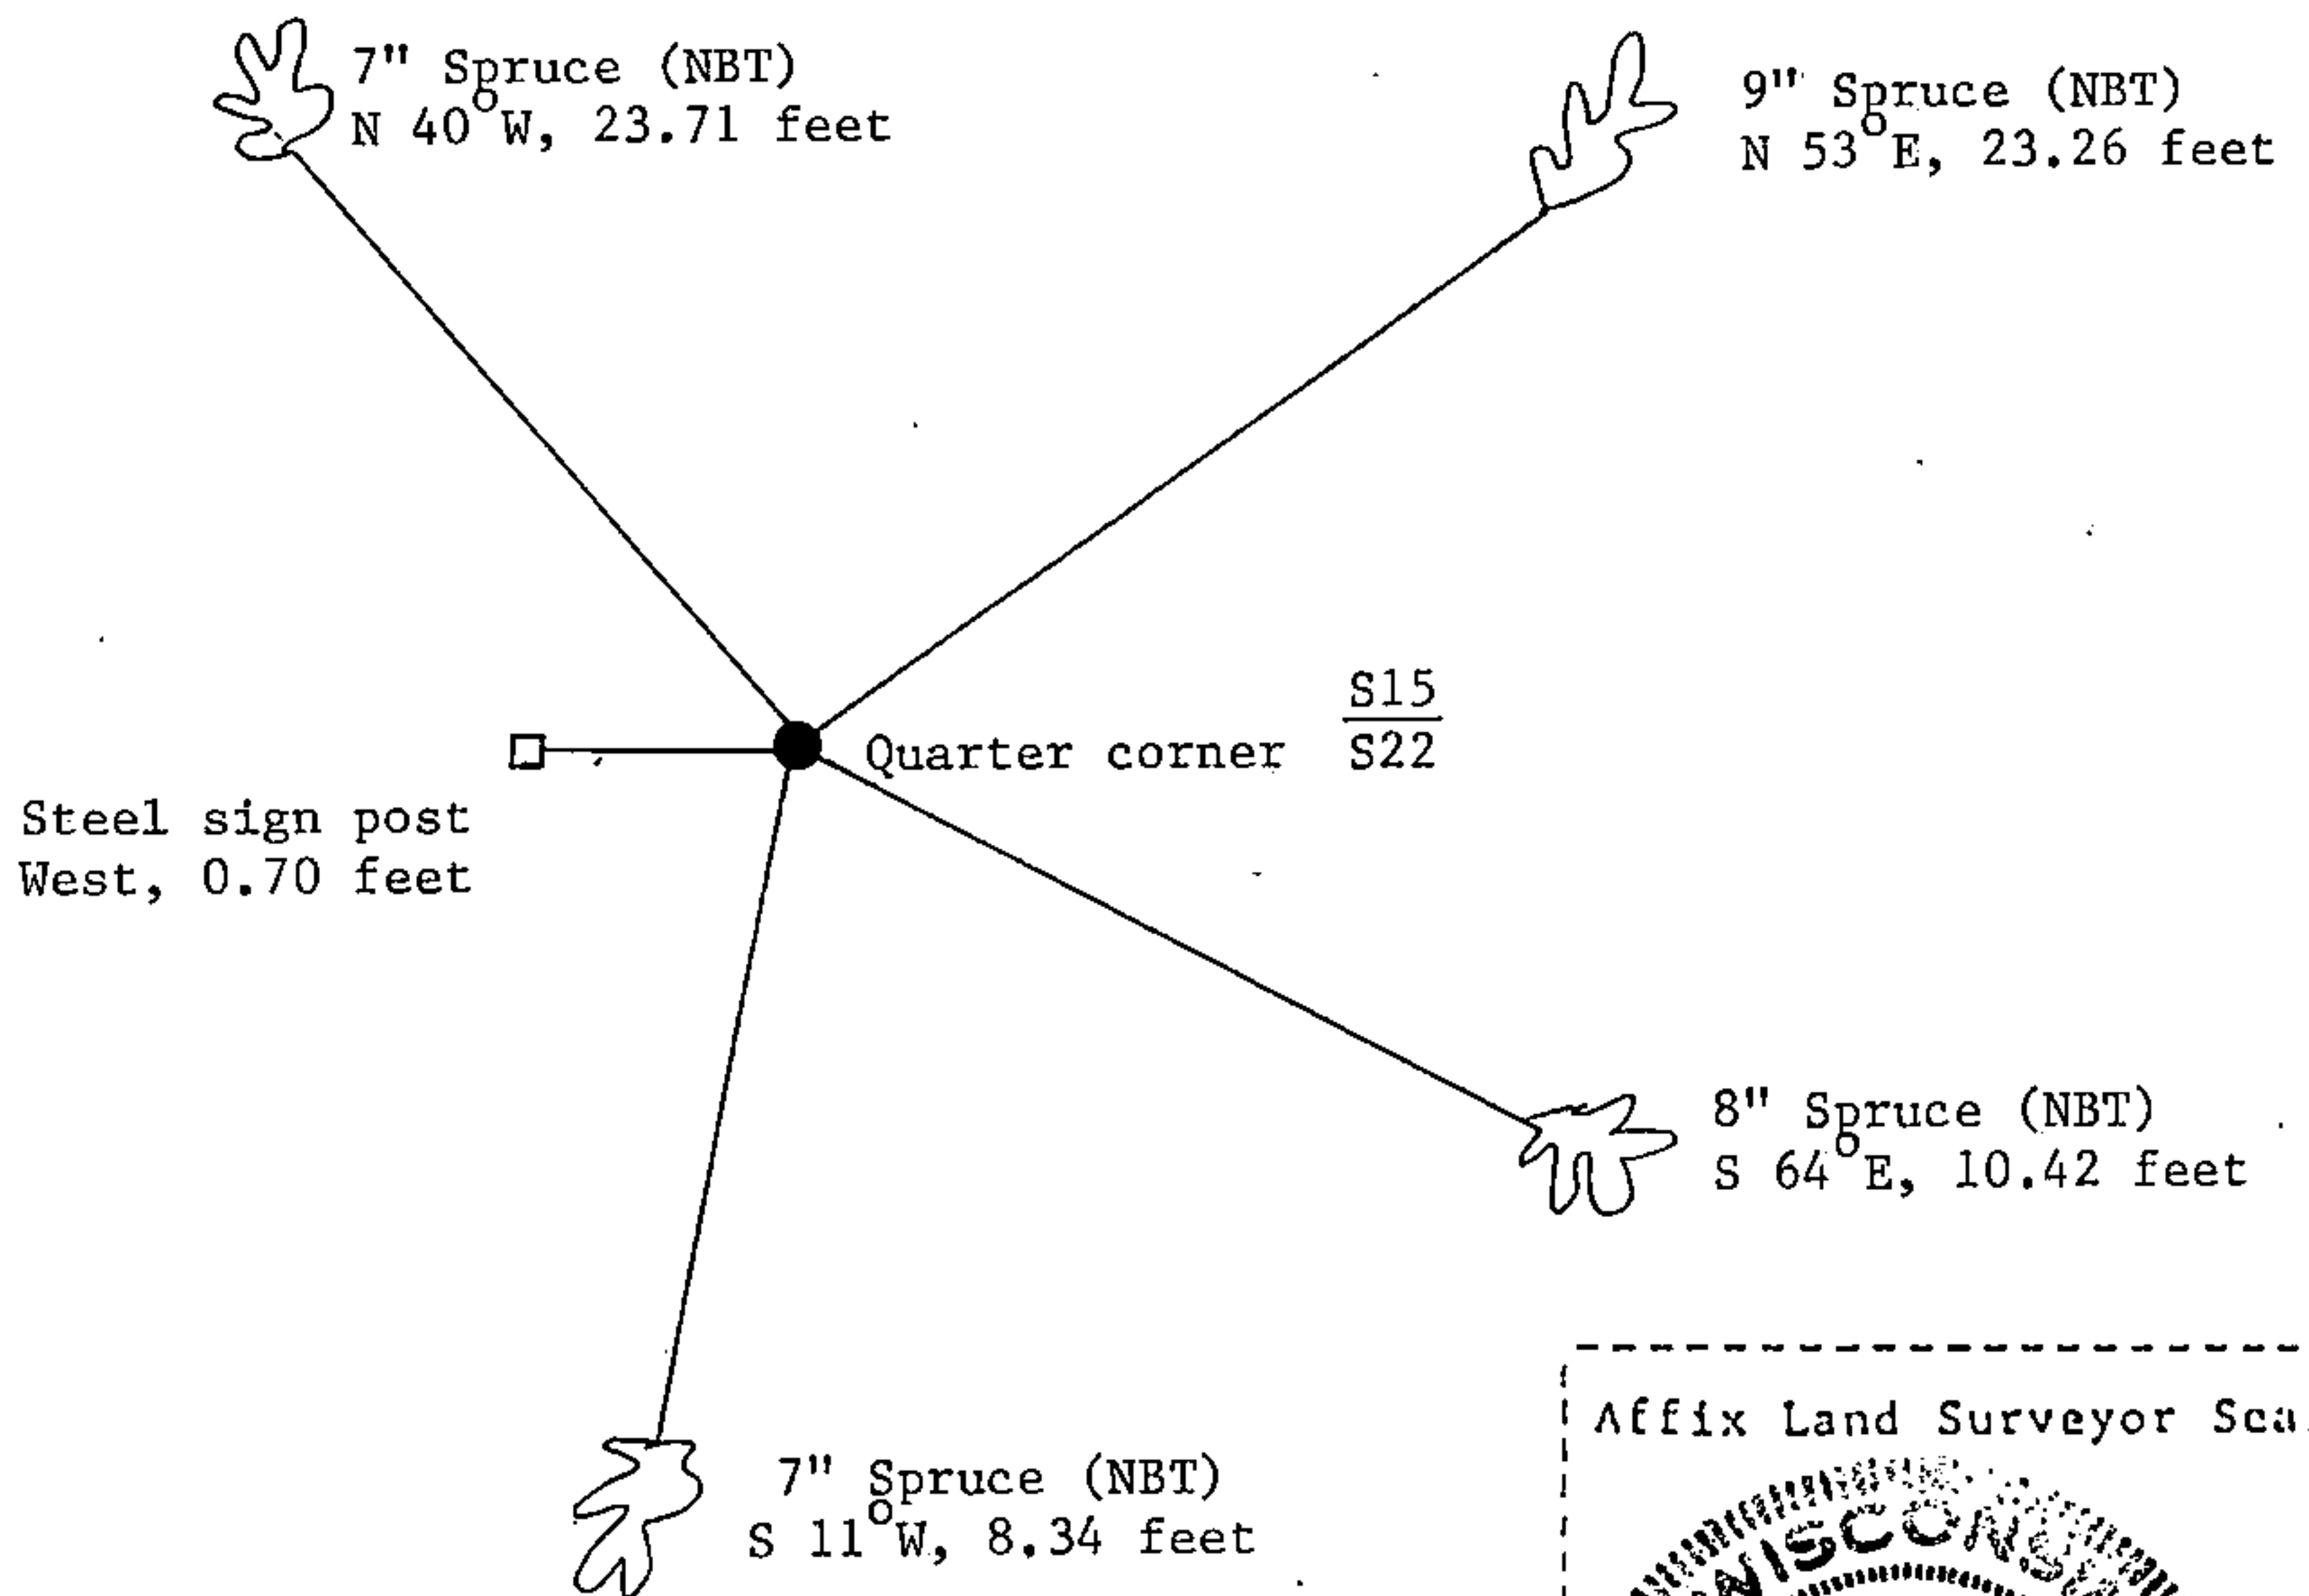 7" Spruce (NBT)
N 40°W, 23.71 feet
9" Spruce (NBT)
N 53°E, 23.26 feet
Quarter corner
S15
S22
Steel sign post
West, 0.70 feet
8" Spruce (NBT)
S 64°E, 10.42 feet
7" Spruce (NBT)
S 11°W, 8.34 feet
Affix Land Surveyor